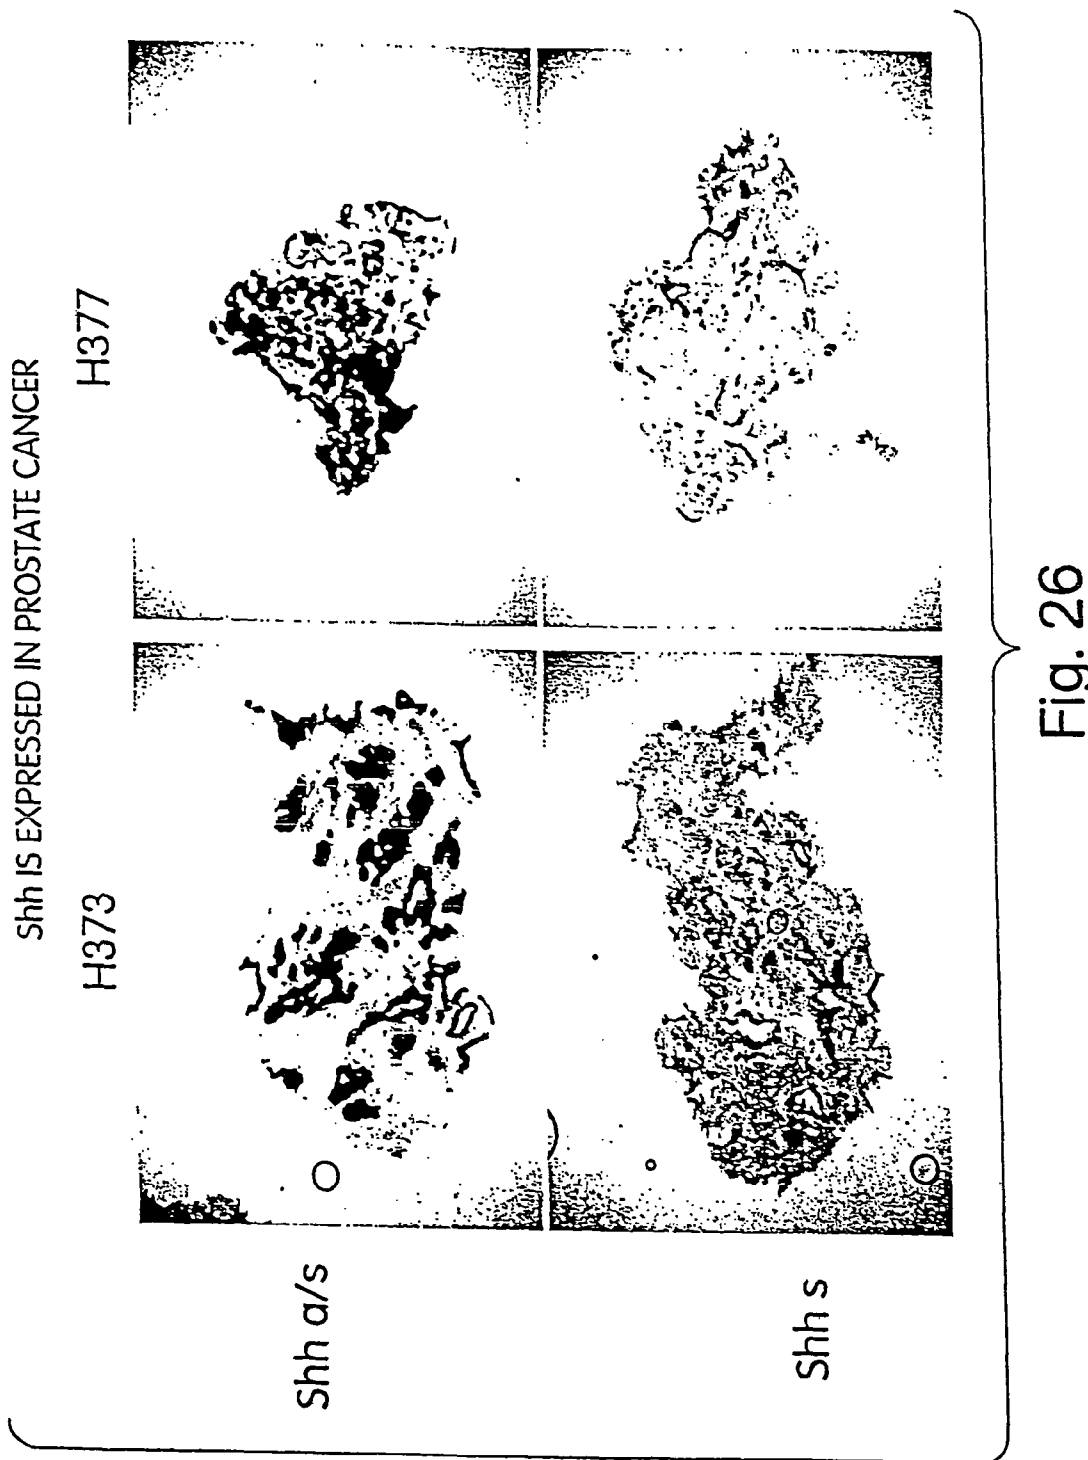 Shh IS EXPRESSED IN PROSTATE CANCER
H373
H377
Shh a/s
Shh s
Fig. 26